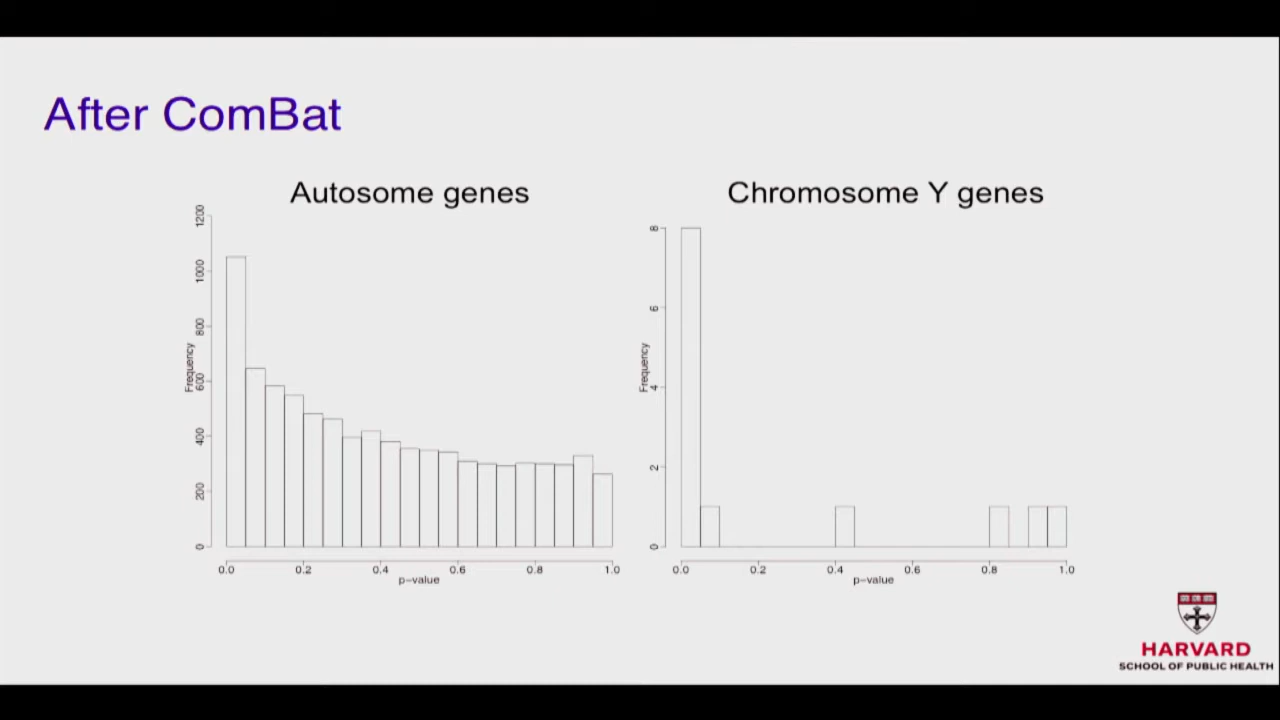 After ComBat
Autosome genes
Chromosome Y genes
1200
1000
800
600
400
200
0
Frequency
0.0 0.2 0.4 0.6 0.8 1.0
p-value
8
6
4
2
0
Frequency
0.0 0.2 0.4 0.6 0.8 1.0
p-value
HARVARD
SCHOOL OF PUBLIC HEALTH